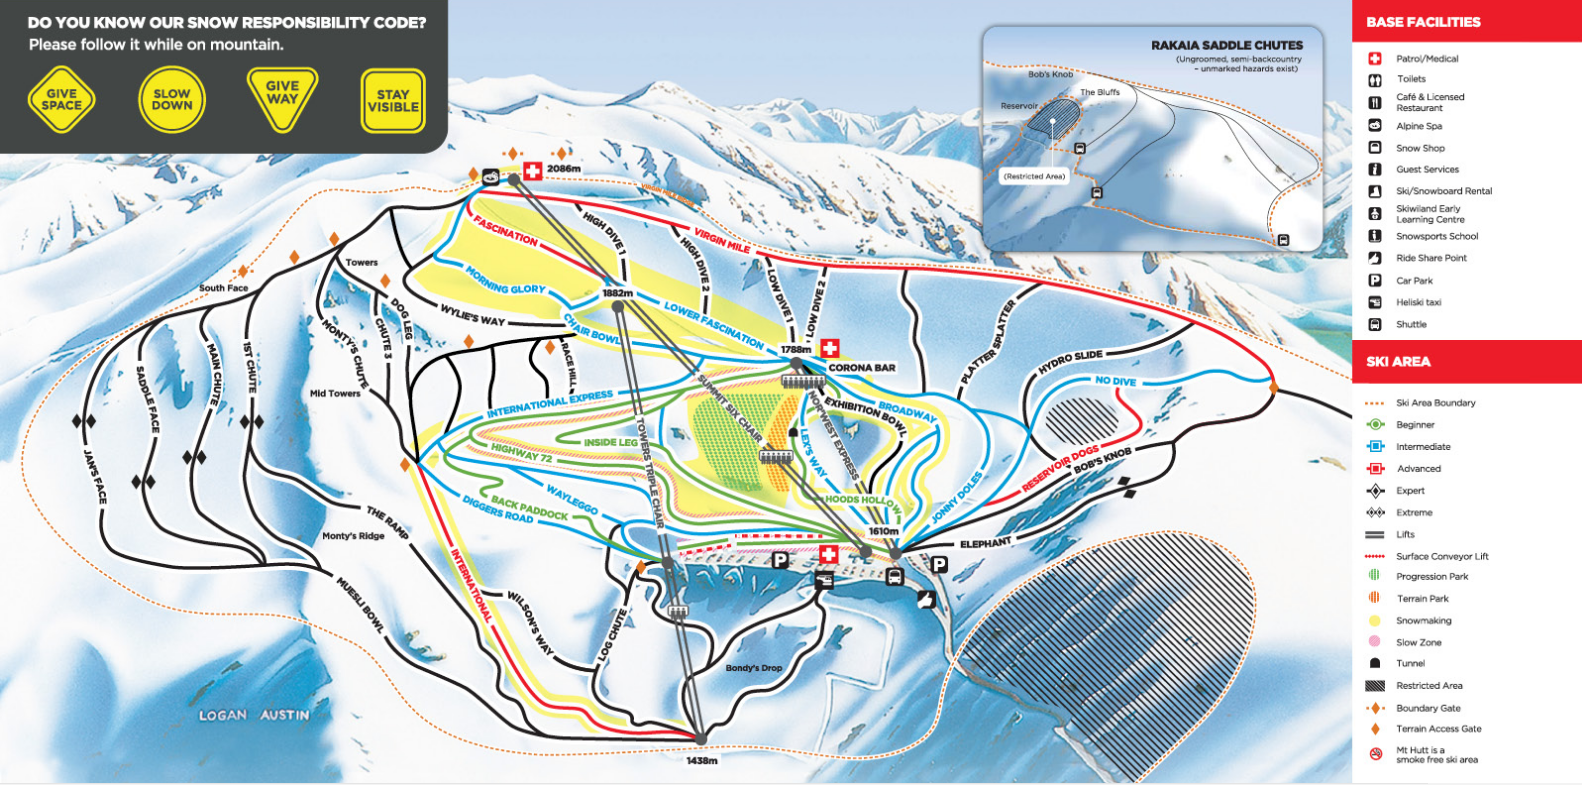 DO YOU KNOW OUR SNOW RESPONSIBILITY CODE?
Please follow it while on mountain.
GIVE
SPACE
SLOW
DOWN
GIVE
WAY
STAY
VISIBLE
RAKAIA SADDLE CHUTES
(Ungroomed, semi-backcountry
– unmarked hazards exist)
Bob's Knob
The Bluffs
Reservoir
(Restricted Area)
2086m
FASCINATION
HIGH DIVE 1
HIGH DIVE 2
VIRGIN MILE
LOW DIVE 1
LOW DIVE 2
Towers
South Face
MORNING GLORY
1882m
LOWER FASCINATION
WYLIE'S WAY
CHAIR BOWL
DOG LEG
CHUTE 3
MONTY'S CHUTE
1ST CHUTE
MAIN CHUTE
SADDLE FACE
JAN'S FACE
Mid Towers
RACE HILL
1788m
CORONA BAR
PLATTER SPLATTER
HYDRO SLIDE
NO DIVE
INTERNATIONAL EXPRESS
SUMMIT SIX CHAIR
NORWEST EXPRESS
EXHIBITION BOWL
BROADWAY
LEX'S WAY
INSIDE LEG
HIGHWAY 72
TOWERS TRIPLE CHAIR
RESERVOIR DOGS
BOB'S KNOB
WAYLEGGO
BACK PADDOCK
DIGGERS ROAD
HOODS HOLLOW
JONNY DOLES
1610m
ELEPHANT
THE RAMP
Monty's Ridge
INTERNATIONAL
MUESLI BOWL
WILSON'S WAY
LOG CHUTE
Bondy's Drop
LOGAN AUSTIN
1438m
P
P
BASE FACILITIES
Patrol/Medical
Toilets
Café & Licensed
Restaurant
Alpine Spa
Snow Shop
Guest Services
Ski/Snowboard Rental
Skiwiland Early
Learning Centre
Snowsports School
Ride Share Point
P Car Park
Heliski taxi
Shuttle
SKI AREA
Ski Area Boundary
Beginner
Intermediate
Advanced
Expert
Extreme
Lifts
Surface Conveyor Lift
Progression Park
Terrain Park
Snowmaking
Slow Zone
Tunnel
Restricted Area
Boundary Gate
Terrain Access Gate
Mt Hutt is a
smoke free ski area